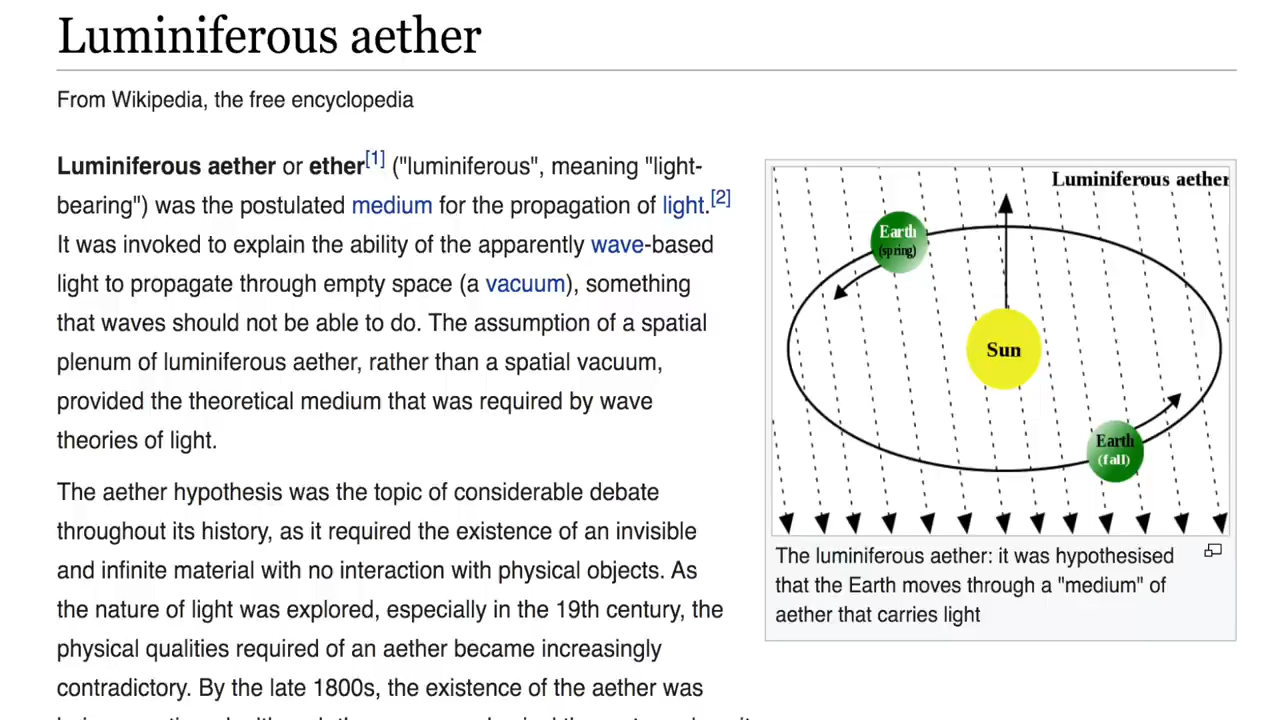 Luminiferous aether
From Wikipedia, the free encyclopedia
Luminiferous aether or ether[1] ("luminiferous", meaning "light-
bearing") was the postulated medium for the propagation of light.[2]
It was invoked to explain the ability of the apparently wave-based
light to propagate through empty space (a vacuum), something
that waves should not be able to do. The assumption of a spatial
plenum of luminiferous aether, rather than a spatial vacuum,
provided the theoretical medium that was required by wave
theories of light.
The aether hypothesis was the topic of considerable debate
throughout its history, as it required the existence of an invisible
and infinite material with no interaction with physical objects. As
the nature of light was explored, especially in the 19th century, the
physical qualities required of an aether became increasingly
contradictory. By the late 1800s, the existence of the aether was
Luminiferous aether
Earth
(spring)
Sun
Earth
(fall)
The luminiferous aether: it was hypothesised
that the Earth moves through a "medium" of
aether that carries light